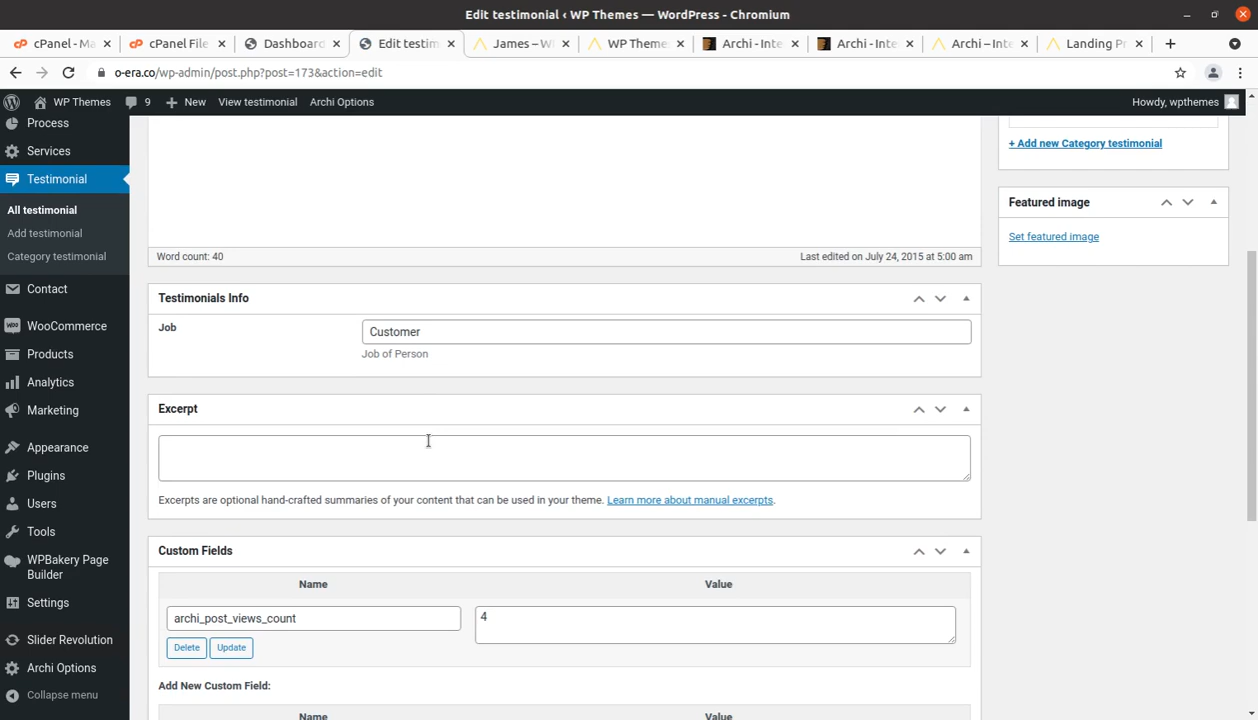 Edit testimonial ‹ WP Themes — WordPress - Chromium
cPanel - Ma
cPanel File
Dashboard
Edit testim
James – W
WP Theme
Archi - Inte
Archi - Inte
Archi – Inte
Landing Pr
o-era.co/wp-admin/post.php?post=173&action=edit
WP Themes
9
New
View testimonial
Archi Options
Howdy, wpthemes
Process
Services
Testimonial
All testimonial
Add testimonial
Category testimonial
Contact
WooCommerce
Products
Analytics
Marketing
Appearance
Plugins
Users
Tools
WPBakery Page
Builder
Settings
Slider Revolution
Archi Options
Collapse menu
Word count: 40
Last edited on July 24, 2015 at 5:00 am
Testimonials Info
Job
Customer
Job of Person
Excerpt
Excerpts are optional hand-crafted summaries of your content that can be used in your theme. Learn more about manual excerpts.
Custom Fields
Name
Value
archi_post_views_count
4
Delete
Update
Add New Custom Field:
Name
Value
+ Add new Category testimonial
Featured image
Set featured image